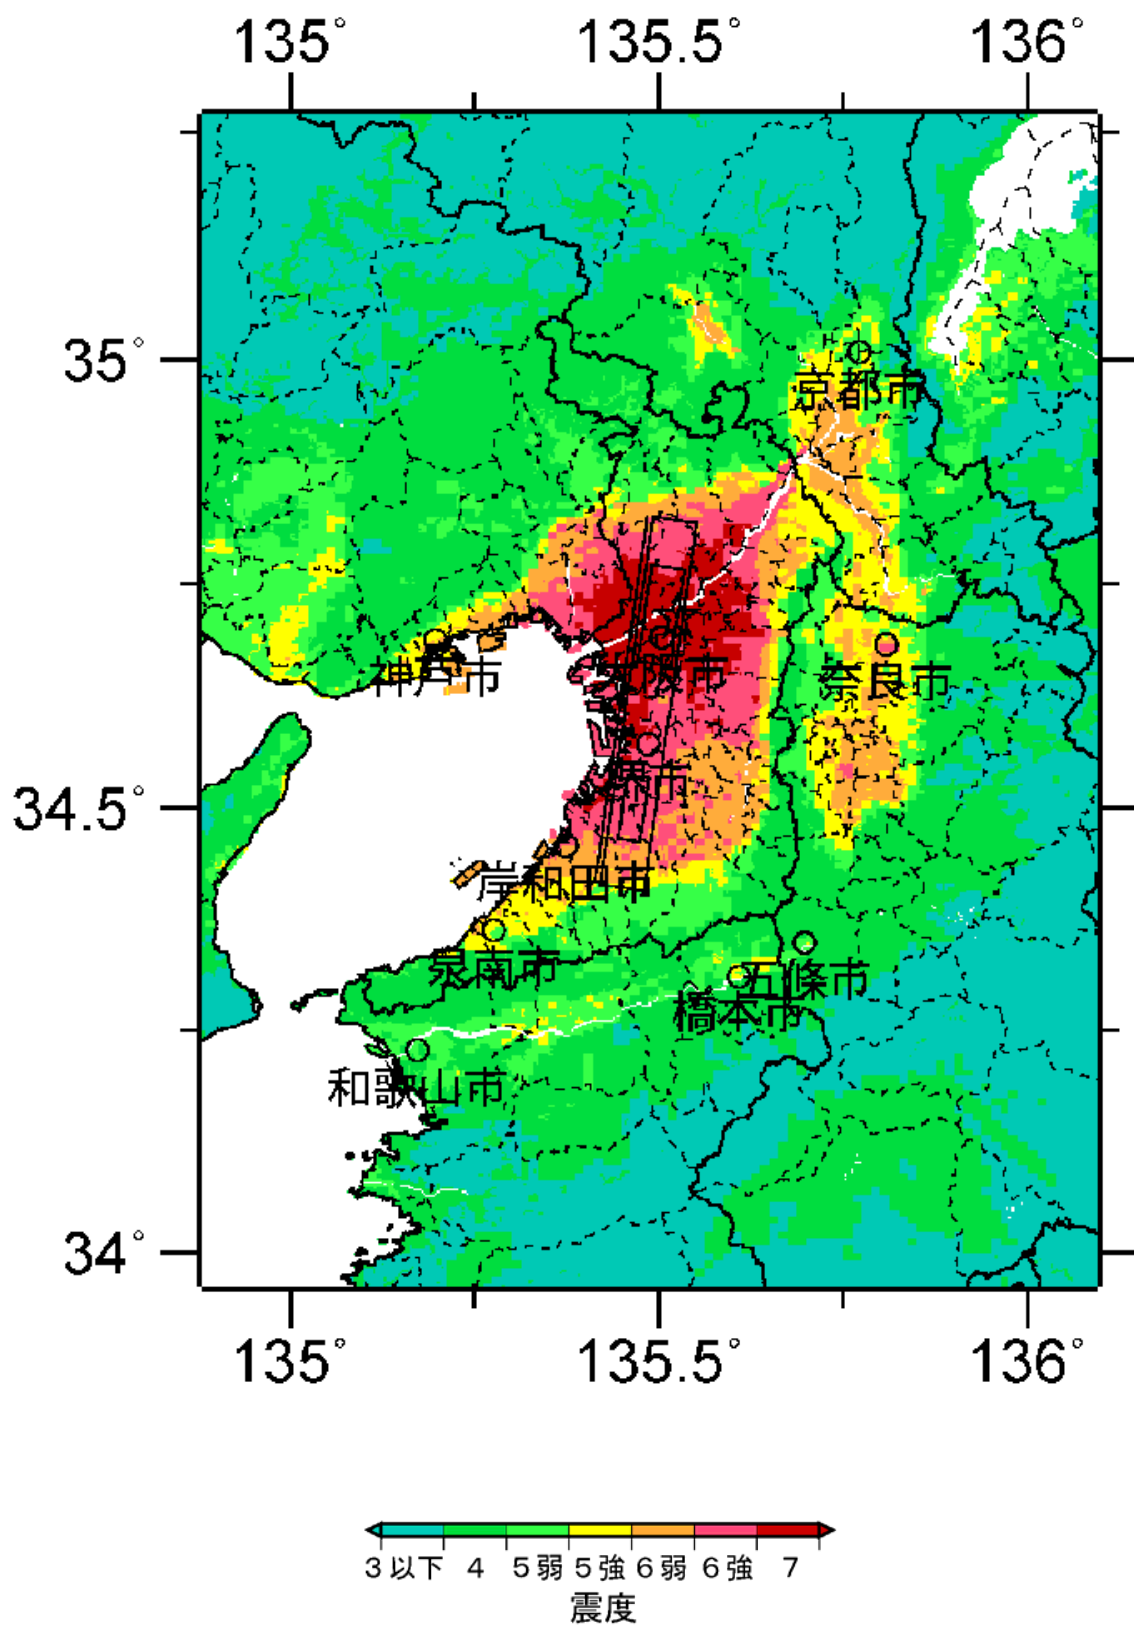 135° 135.5° 136°
35°
京都市
神戸市 大阪市 奈良市
堺市
34.5°
岸和田市
泉南市 五條市
橋本市
和歌山市
34°
135° 135.5° 136°
3以下 4 5弱 5強 6弱 6強 7
震度